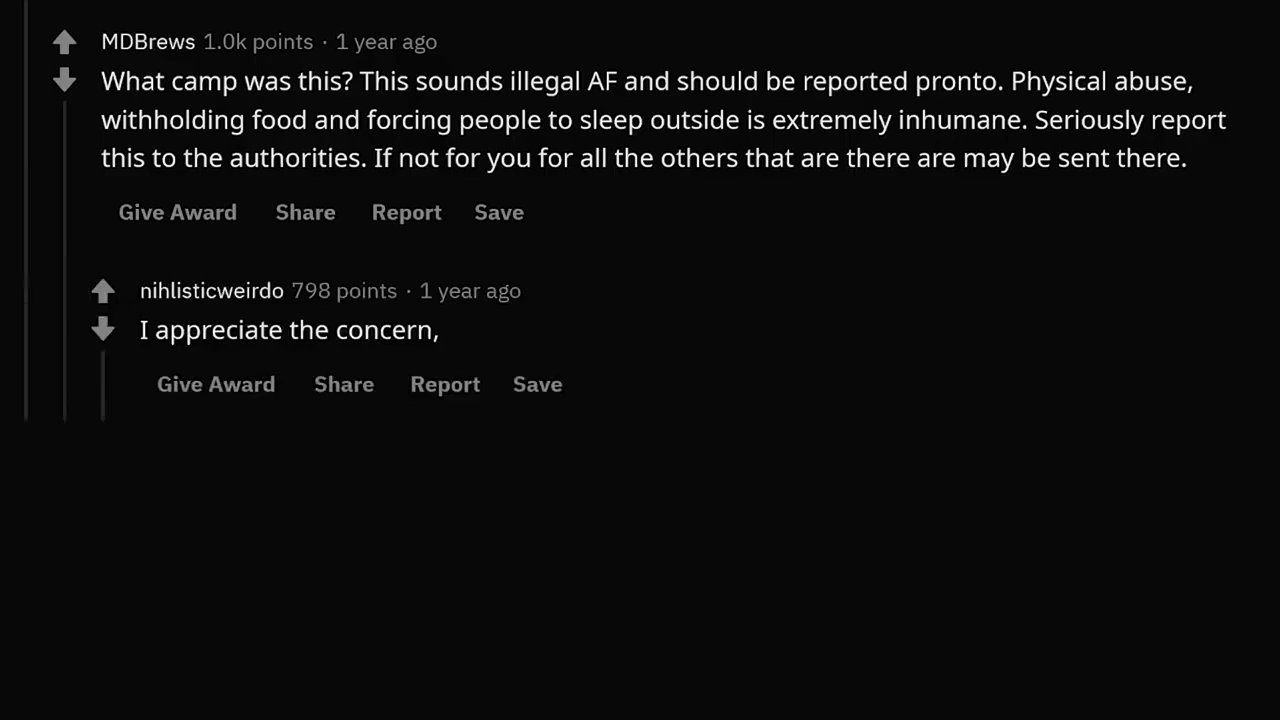 MDBrews 1.0k points · 1 year ago
What camp was this? This sounds illegal AF and should be reported pronto. Physical abuse,
withholding food and forcing people to sleep outside is extremely inhumane. Seriously report
this to the authorities. If not for you for all the others that are there are may be sent there.
Give Award Share Report Save
nihlisticweirdo 798 points · 1 year ago
I appreciate the concern,
Give Award Share Report Save